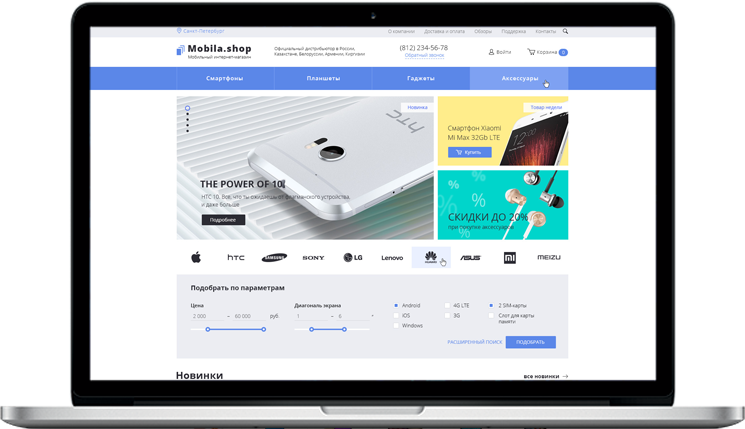 Санкт-Петербург
О компании Доставка и оплата Обзоры Поддержка Контакты
Mobila.shop
Мобильный интернет-магазин
Официальный дистрибьютор в России,
Казахстане, Белоруссии, Армении, Киргизии
(812) 234-56-78
Обратный звонок
Войти
Корзина 0
Смартфоны Планшеты Гаджеты Аксессуары
Новинка
hTC
THE POWER OF 10
HTC 10. Все, что ты ожидаешь от флагманского устройства,
и даже больше
Подробнее
Товар недели
Смартфон Xiaomi
Mi Max 32Gb LTE
Купить
12:00
% % %
СКИДКИ ДО 20%
при покупке аксессуаров
hTC SAMSUNG SONY LG Lenovo HUAWEI ASUS MI MEIZU
Подобрать по параметрам
Цена
2 000 – 60 000 руб.
Диагональ экрана
1 – 6 "
Android
IOS
Windows
4G LTE
3G
2 SIM-карты
Слот для карты
памяти
РАСШИРЕННЫЙ ПОИСК
ПОДОБРАТЬ
Новинки
все новинки →